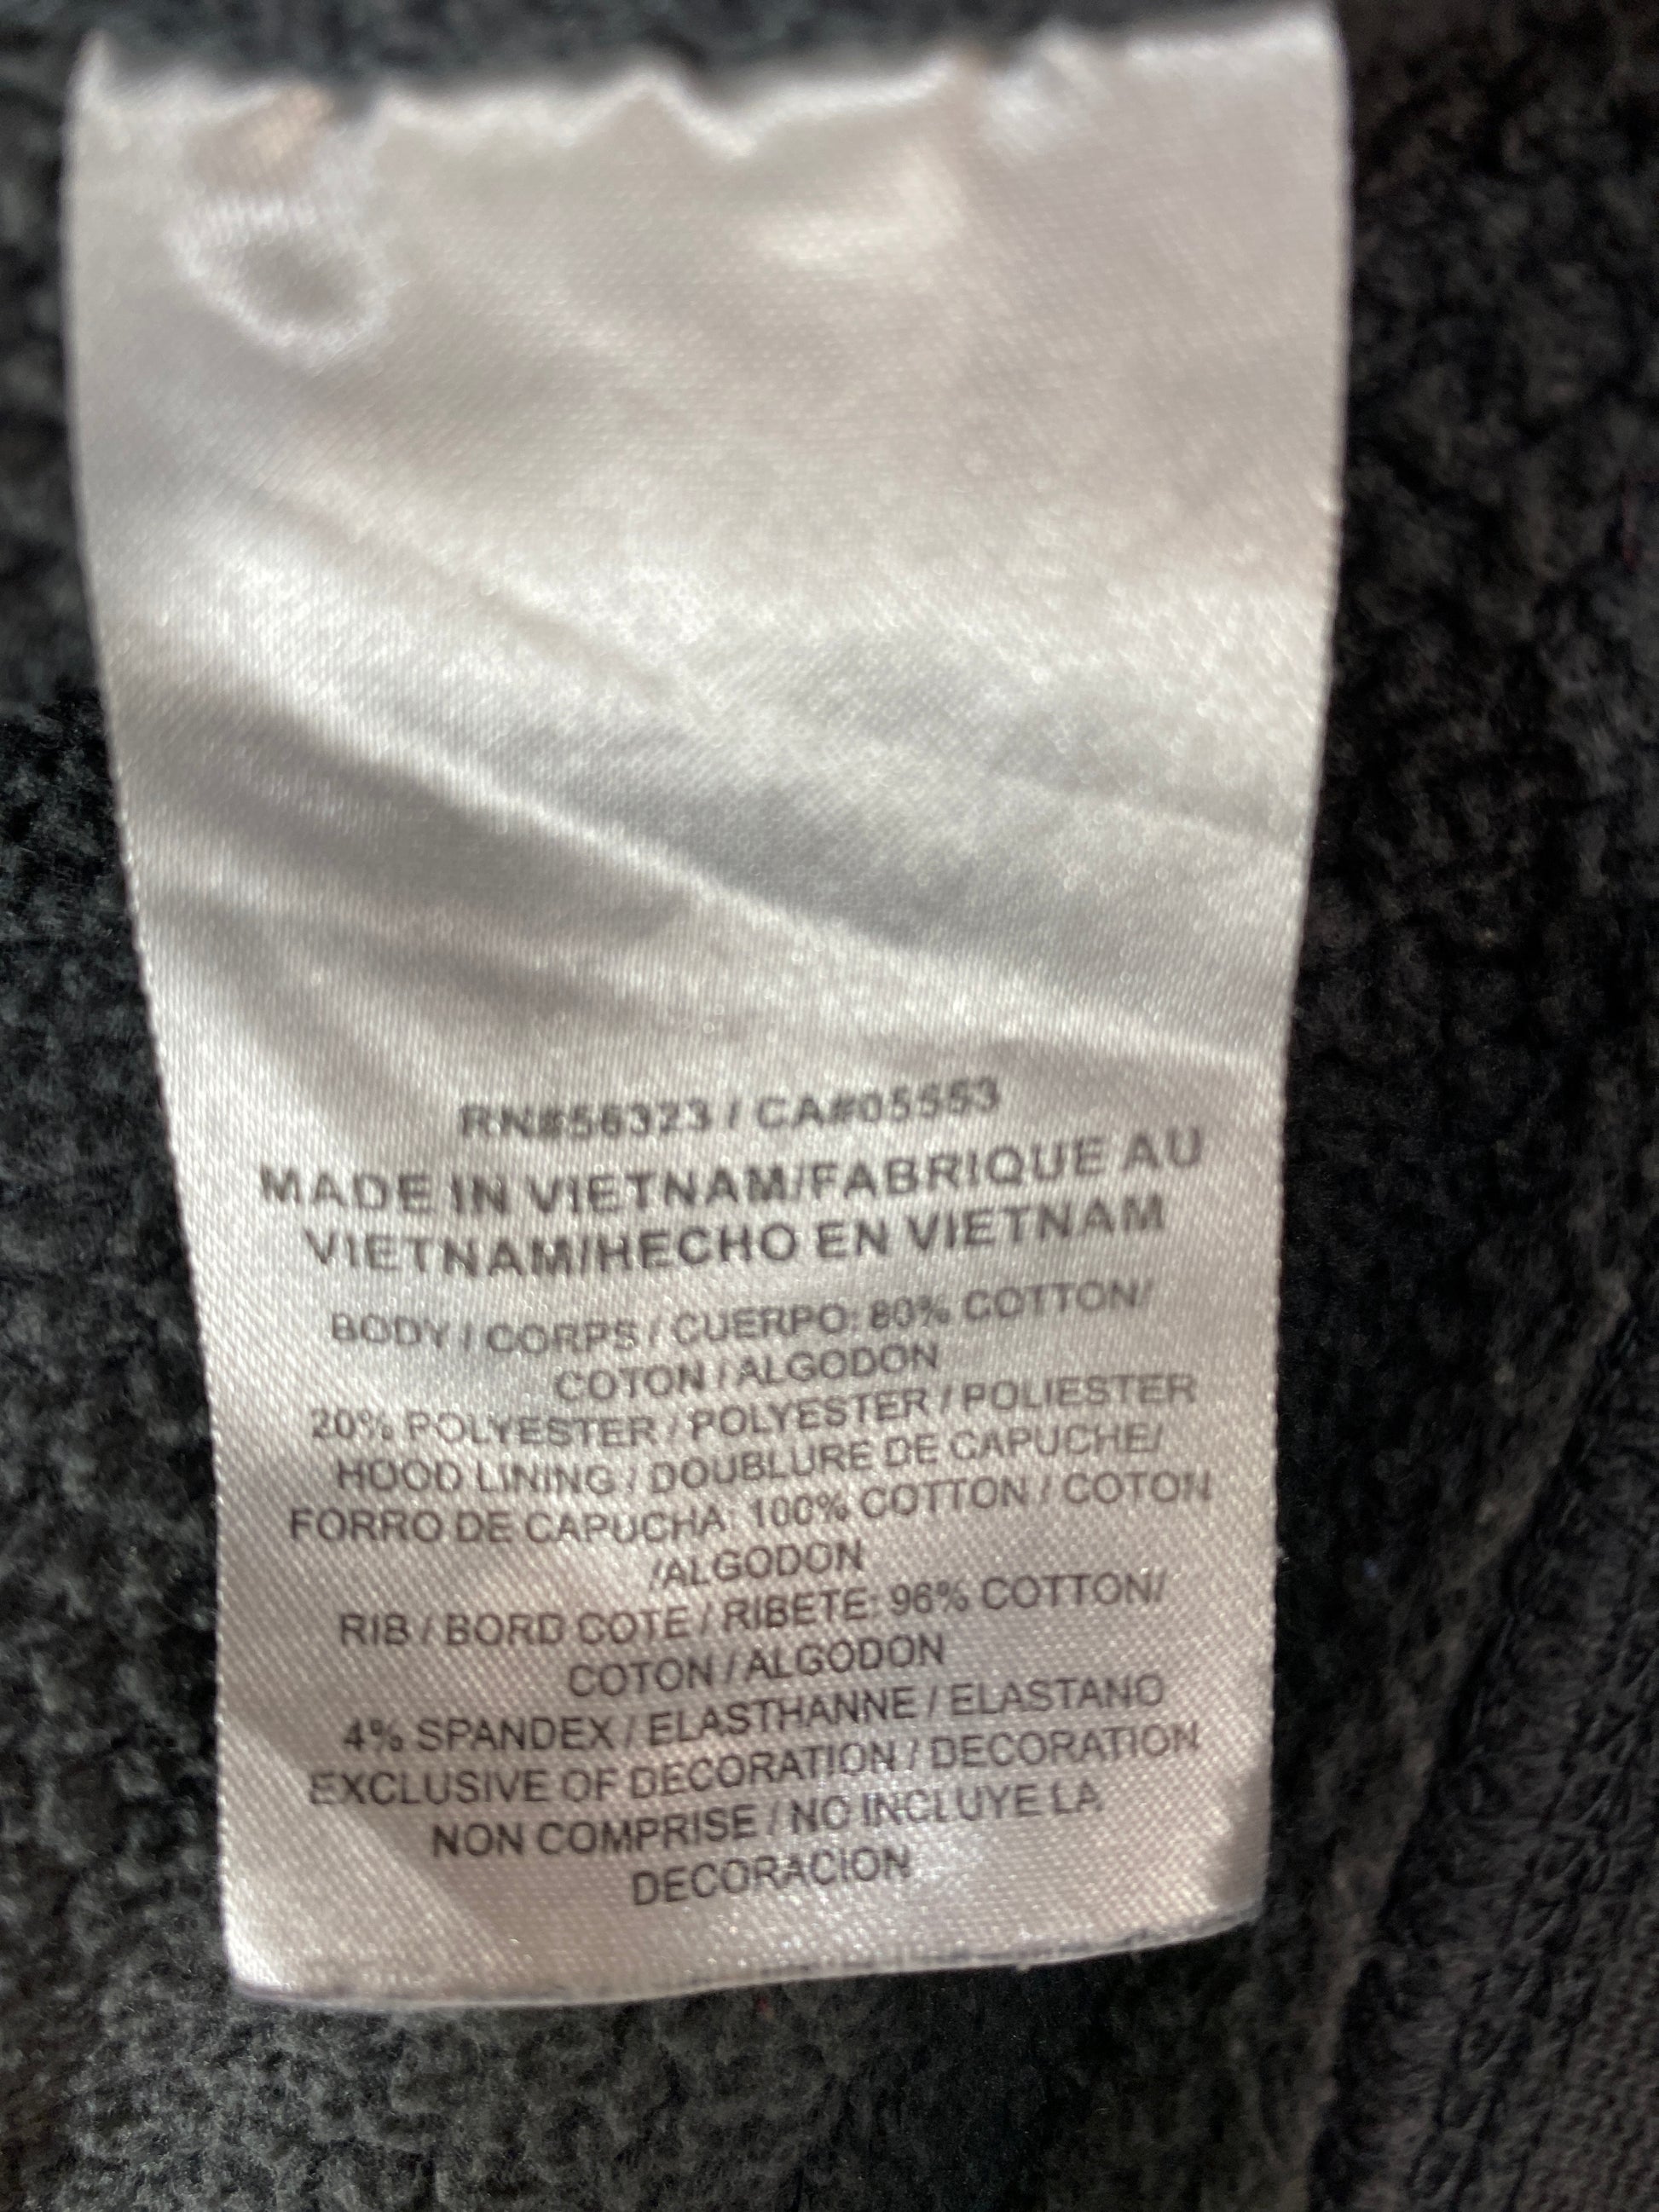 RN#56323 / CA#05553
MADE IN VIETNAM/FABRIQUE AU
VIETNAM/HECHO EN VIETNAM
BODY / CORPS / CUERPO: 80% COTTON/
COTON / ALGODON
20% POLYESTER / POLYESTER / POLIESTER
HOOD LINING / DOUBLURE DE CAPUCHE/
FORRO DE CAPUCHA: 100% COTTON / COTON
/ALGODON
RIB / BORD COTE / RIBETE: 96% COTTON/
COTON / ALGODON
4% SPANDEX / ELASTHANNE / ELASTANO
EXCLUSIVE OF DECORATION / DECORATION
NON COMPRISE / NO INCLUYE LA
DECORACION